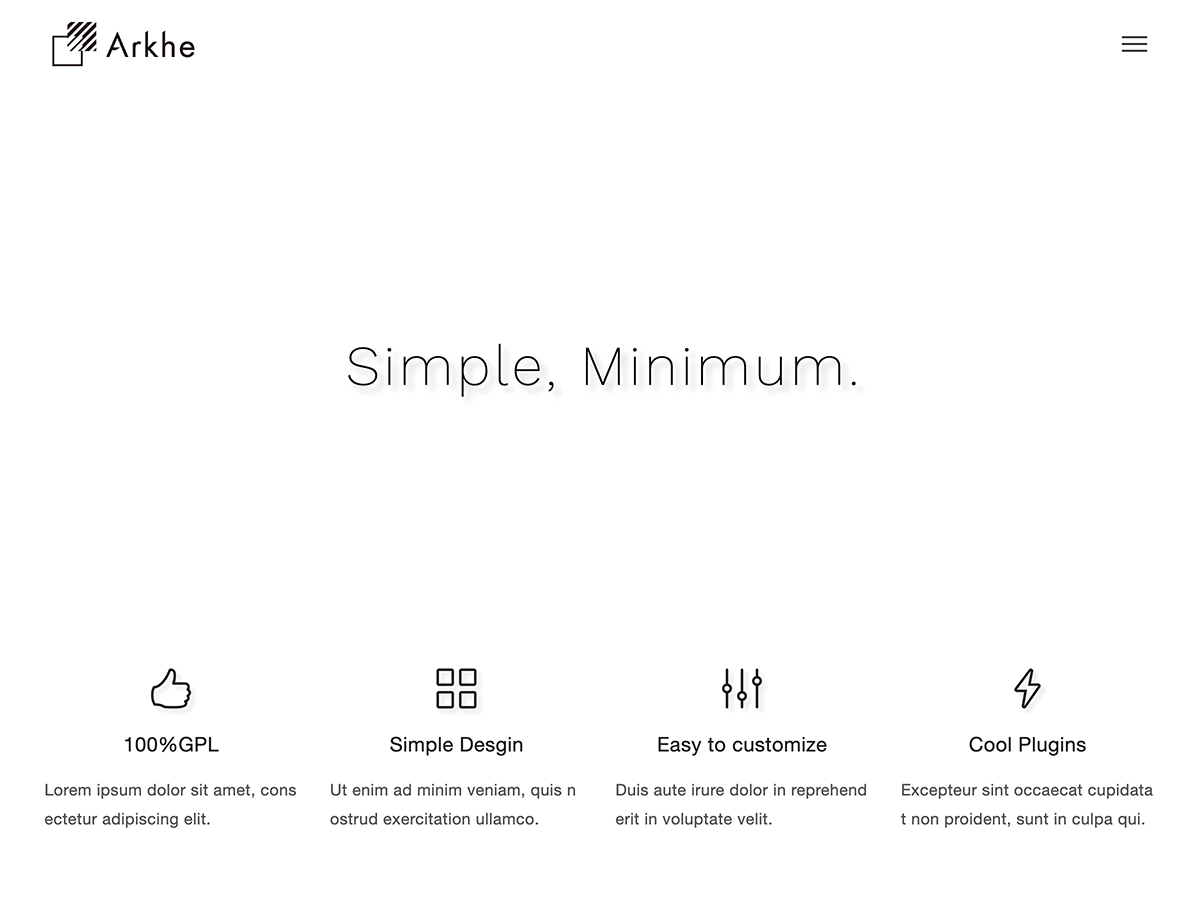 Arkhe
Simple, Minimum.
100%GPL
Lorem ipsum dolor sit amet, cons
ectetur adipiscing elit.
Simple Desgin
Ut enim ad minim veniam, quis n
ostrud exercitation ullamco.
Easy to customize
Duis aute irure dolor in reprehend
erit in voluptate velit.
Cool Plugins
Excepteur sint occaecat cupidata
t non proident, sunt in culpa qui.